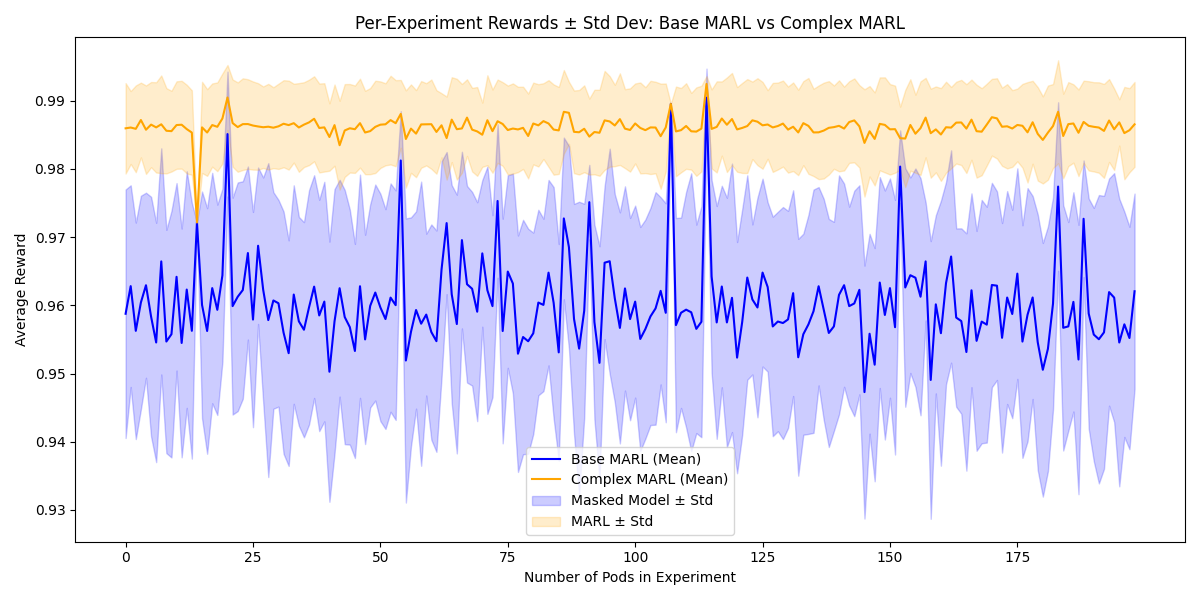 Per-Experiment Rewards ± Std Dev: Base MARL vs Complex MARL
Average Reward
0.99
0.98
0.97
0.96
0.95
0.94
0.93
Base MARL (Mean)
Complex MARL (Mean)
Masked Model ± Std
MARL ± Std
0 25 50 75 100 125 150 175
Number of Pods in Experiment